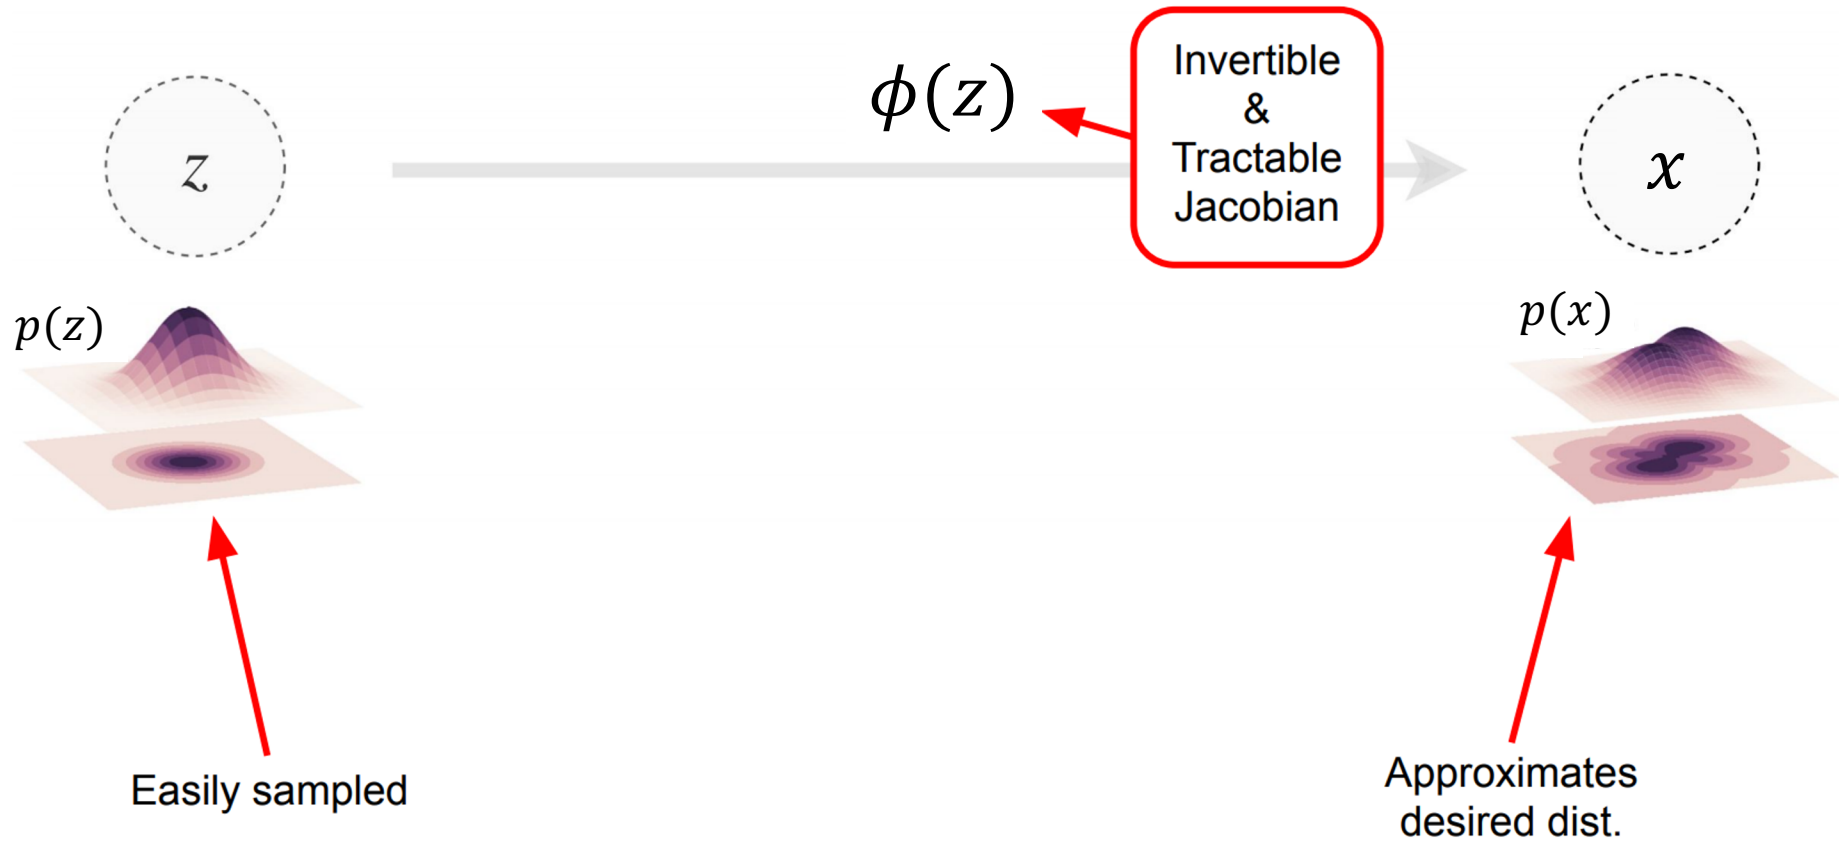 ϕ(z)
Invertible
&
Tractable
Jacobian
z
x
p(z)
p(x)
Easily sampled
Approximates
desired dist.